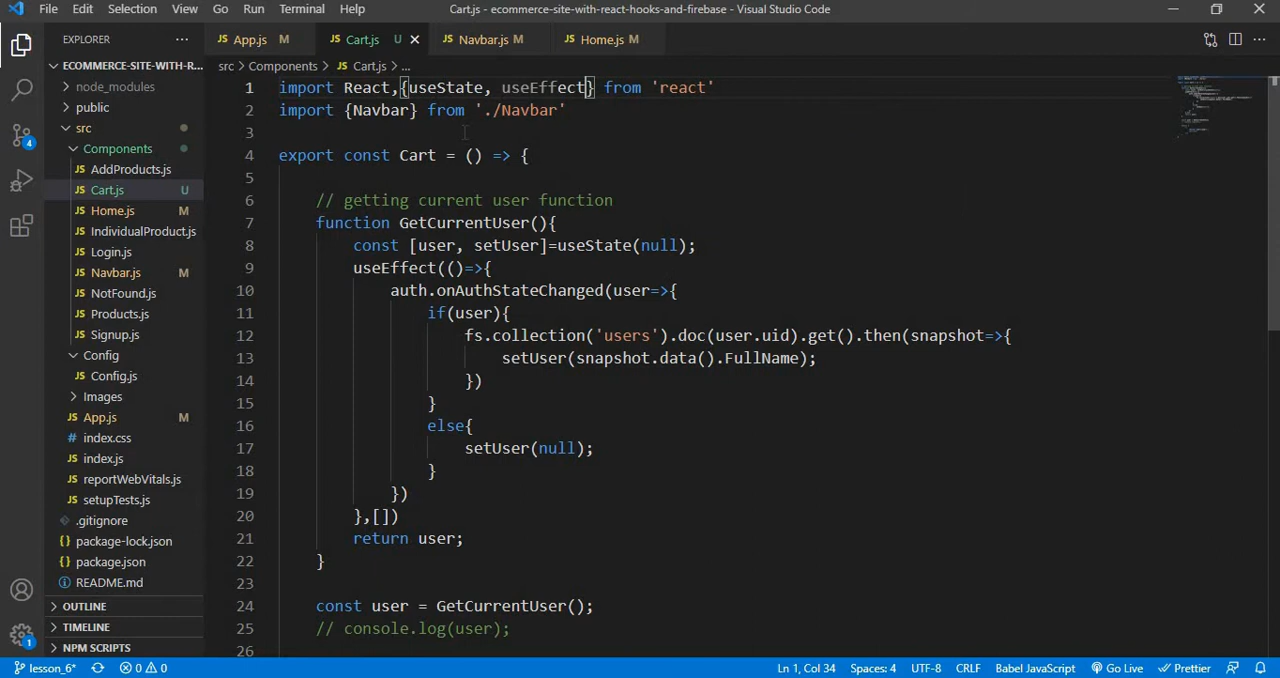 File Edit Selection View Go Run Terminal Help Cart.js - ecommerce-site-with-react-hooks-and-firebase - Visual Studio Code
EXPLORER ...
App.js M
Cart.js U
Navbar.js M
Home.js M
src > Components > JS Cart.js > ...
ECOMMERCE-SITE-WITH-R...
node_modules
public
src
Components
JS AddProducts.js
JS Cart.js U
JS Home.js M
JS IndividualProduct.js
JS Login.js
JS Navbar.js M
JS NotFound.js
JS Products.js
JS Signup.js
Config
JS Config.js
Images
JS App.js M
JS index.css
JS index.js
JS reportWebVitals.js
JS setupTests.js
.gitignore
package-lock.json
package.json
README.md
OUTLINE
TIMELINE
NPM SCRIPTS
4
1
1 import React,{useState, useEffect} from 'react'
2 import {Navbar} from './Navbar'
3
4 export const Cart = () => {
5
6 // getting current user function
7 function GetCurrentUser(){
8 const [user, setUser]=useState(null);
9 useEffect(()=>{
10 auth.onAuthStateChanged(user=>{
11 if(user){
12 fs.collection('users').doc(user.uid).get().then(snapshot=>{
13 setUser(snapshot.data().FullName);
14 })
15 }
16 else{
17 setUser(null);
18 }
19 })
20 },[])
21 return user;
22 }
23
24 const user = GetCurrentUser();
25 // console.log(user);
26
lesson_6* 0 0 Ln 1, Col 34 Spaces: 4 UTF-8 CRLF Babel JavaScript Go Live Prettier